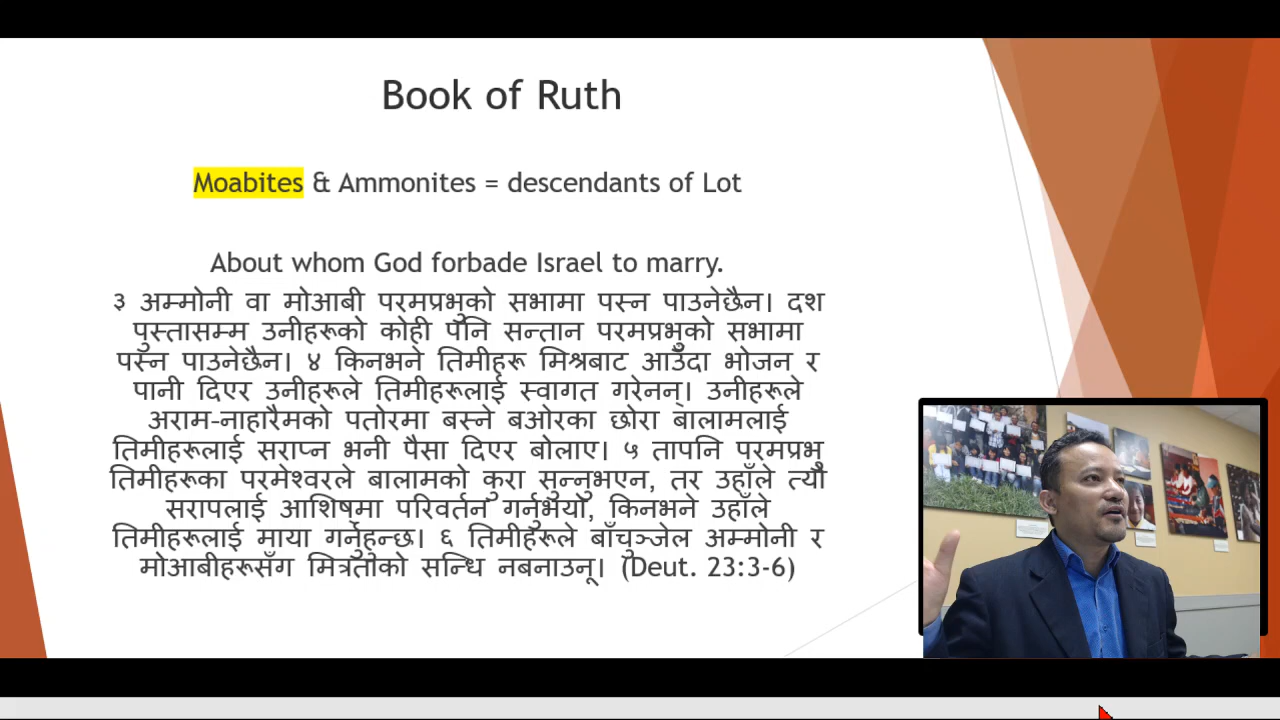 Book of Ruth
Moabites & Ammonites = descendants of Lot
About whom God forbade Israel to marry.
३ अम्मोनी वा मोआबी परमप्रभुको सभामा पस्न पाउनेछैन। दश
पुस्तासम्म उनीहरूको कोही पनि सन्तान परमप्रभुको सभामा
पस्न पाउनेछैन। ४ किनभने तिमीहरू मिश्रबाट आउँदा भोजन र
पानी दिएर उनीहरूले तिमीहरूलाई स्वागत गरेनन्। उनीहरूले
अराम-नाहारैमको पतोरमा बस्ने बओरका छोरा बालामलाई
तिमीहरूलाई सराप्न भनी पैसा दिएर बोलाए। ५ तापनि परमप्रभु
तिमीहरूका परमेश्वरले बालामको कुरा सुन्नुभएन, तर उहाँले त्यो
सरापलाई आशिष्मा परिवर्तन गर्नुभयो, किनभने उहाँले
तिमीहरूलाई माया गर्नुहुन्छ। ६ तिमीहरूले बाँचुञ्जेल अम्मोनी र
मोआबीहरूसँग मित्रताको सन्धि नबनाउनू। (Deut. 23:3-6)